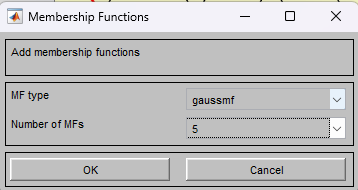 Membership Functions
Add membership functions
MF type
gaussmf
Number of MFs
5
OK
Cancel